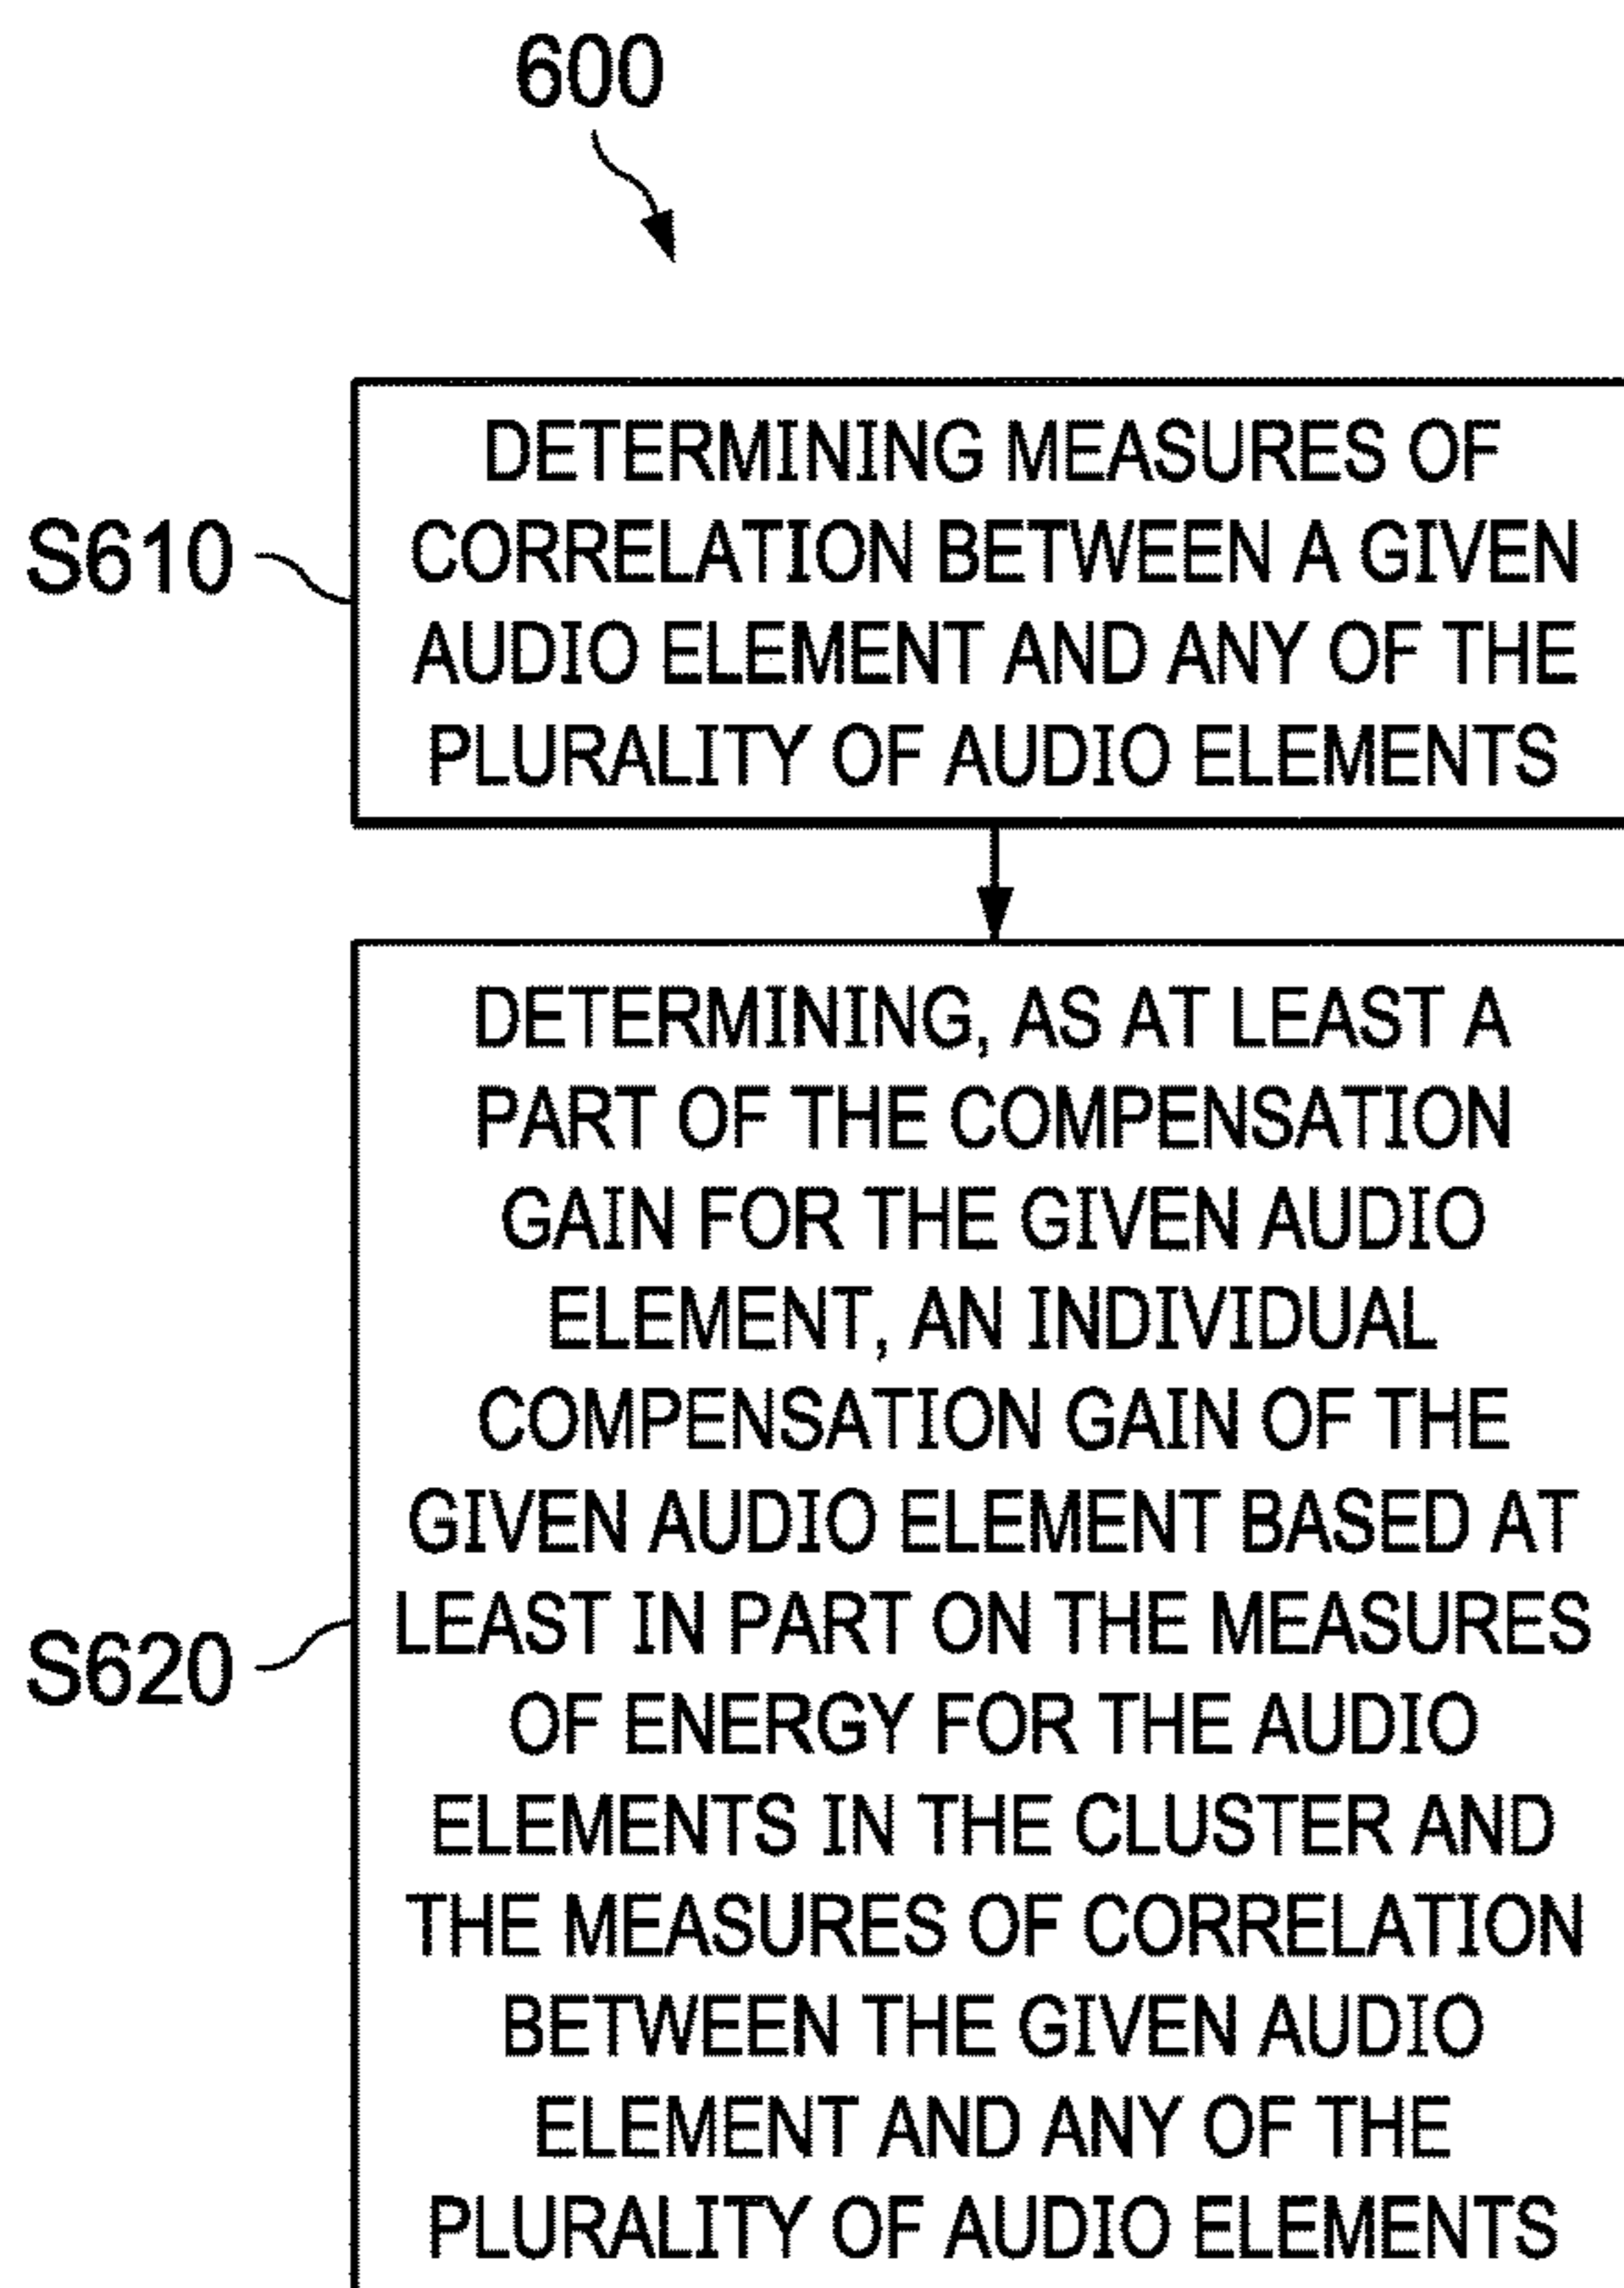 600
S610
DETERMINING MEASURES OF
CORRELATION BETWEEN A GIVEN
AUDIO ELEMENT AND ANY OF THE
PLURALITY OF AUDIO ELEMENTS
S620
DETERMINING, AS AT LEAST A
PART OF THE COMPENSATION
GAIN FOR THE GIVEN AUDIO
ELEMENT, AN INDIVIDUAL
COMPENSATION GAIN OF THE
GIVEN AUDIO ELEMENT BASED AT
LEAST IN PART ON THE MEASURES
OF ENERGY FOR THE AUDIO
ELEMENTS IN THE CLUSTER AND
THE MEASURES OF CORRELATION
BETWEEN THE GIVEN AUDIO
ELEMENT AND ANY OF THE
PLURALITY OF AUDIO ELEMENTS